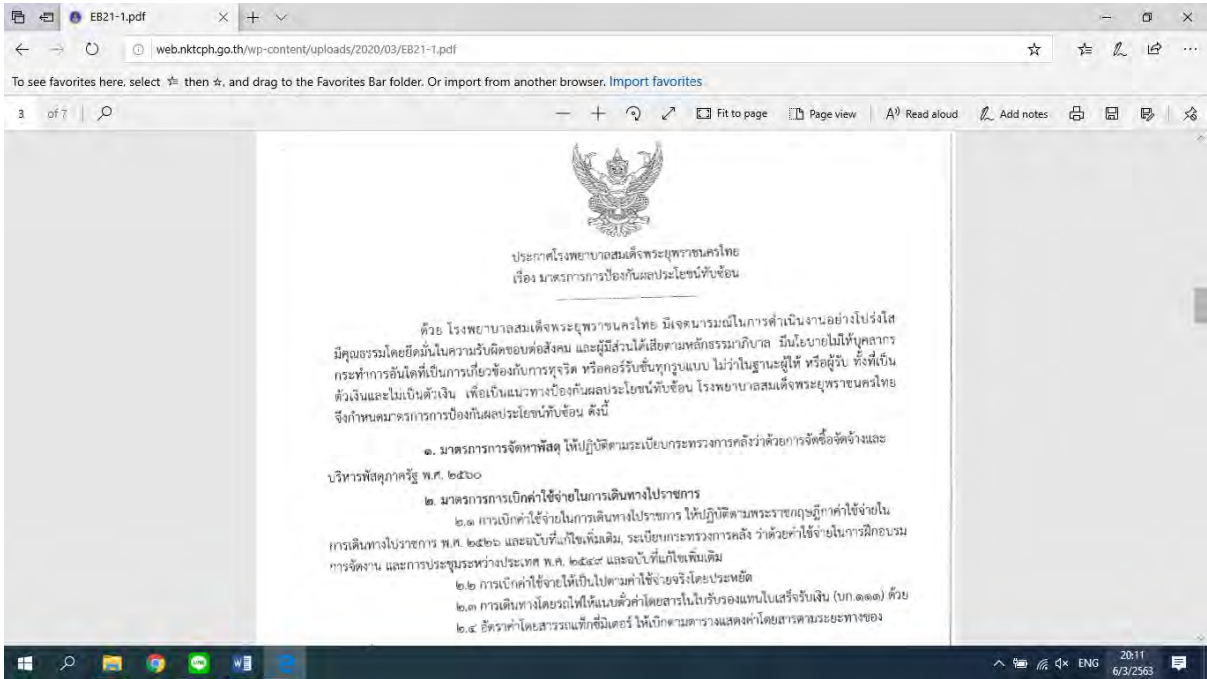 EB21-1.pdf
web.nktcph.go.th/wp-content/uploads/2020/03/EB21-1.pdf
To see favorites here, select then, and drag to the Favorites Bar folder. Or import from another browser. Import favorites
3 of 7 Fit to page Page view Read aloud Add notes
ประกาศโรงพยาบาลสมเด็จพระยุพราชนครไทย
เรื่อง มาตรการการป้องกันผลประโยชน์ทับซ้อน
ด้วย โรงพยาบาลสมเด็จพระยุพราชนครไทย มีเจตนารมณ์ในการดำเนินงานอย่างโปร่งใส
มีคุณธรรมโดยยึดมั่นในความรับผิดชอบต่อสังคม และผู้มีส่วนได้เสียตามหลักธรรมาภิบาล มีนโยบายไม่ให้บุคลากร
กระทำการอันใดที่เป็นการเกี่ยวข้องกับการทุจริต หรือคอร์รัปชั่นทุกรูปแบบ ไม่ว่าในฐานะผู้ให้ หรือผู้รับ ทั้งที่เป็น
ตัวเงินและไม่เป็นตัวเงิน เพื่อเป็นแนวทางป้องกันผลประโยชน์ทับซ้อน โรงพยาบาลสมเด็จพระยุพราชนครไทย
จึงกำหนดมาตรการการป้องกันผลประโยชน์ทับซ้อน ดังนี้
๑. มาตรการการจัดหาพัสดุ ให้ปฏิบัติตามระเบียบกระทรวงการคลังว่าด้วยการจัดซื้อจัดจ้างและ
บริหารพัสดุภาครัฐ พ.ศ. ๒๕๖๐
๒. มาตรการการเบิกค่าใช้จ่ายในการเดินทางไปราชการ
๒.๑ การเบิกค่าใช้จ่ายในการเดินทางไปราชการ ให้ปฏิบัติตามพระราชกฤษฎีกาค่าใช้จ่ายใน
การเดินทางไปราชการ พ.ศ. ๒๕๒๖ และฉบับที่แก้ไขเพิ่มเติม, ระเบียบกระทรวงการคลัง ว่าด้วยค่าใช้จ่ายในการฝึกอบรม
การจัดงาน และการประชุมระหว่างประเทศ พ.ศ. ๒๕๔๙ และฉบับที่แก้ไขเพิ่มเติม
๒.๒ การเบิกค่าใช้จ่ายให้เป็นไปตามค่าใช้จ่ายจริงโดยประหยัด
๒.๓ การเดินทางโดยรถไฟให้แนบตั๋วค่าโดยสารในใบรับรองแทนใบเสร็จรับเงิน (บก.๑๑๑) ด้วย
๒.๔ อัตราค่าโดยสารรถแท็กซี่มิเตอร์ ให้เบิกตามตารางแสดงค่าโดยสารตามระยะทางของ
ENG 20:11
6/3/2563